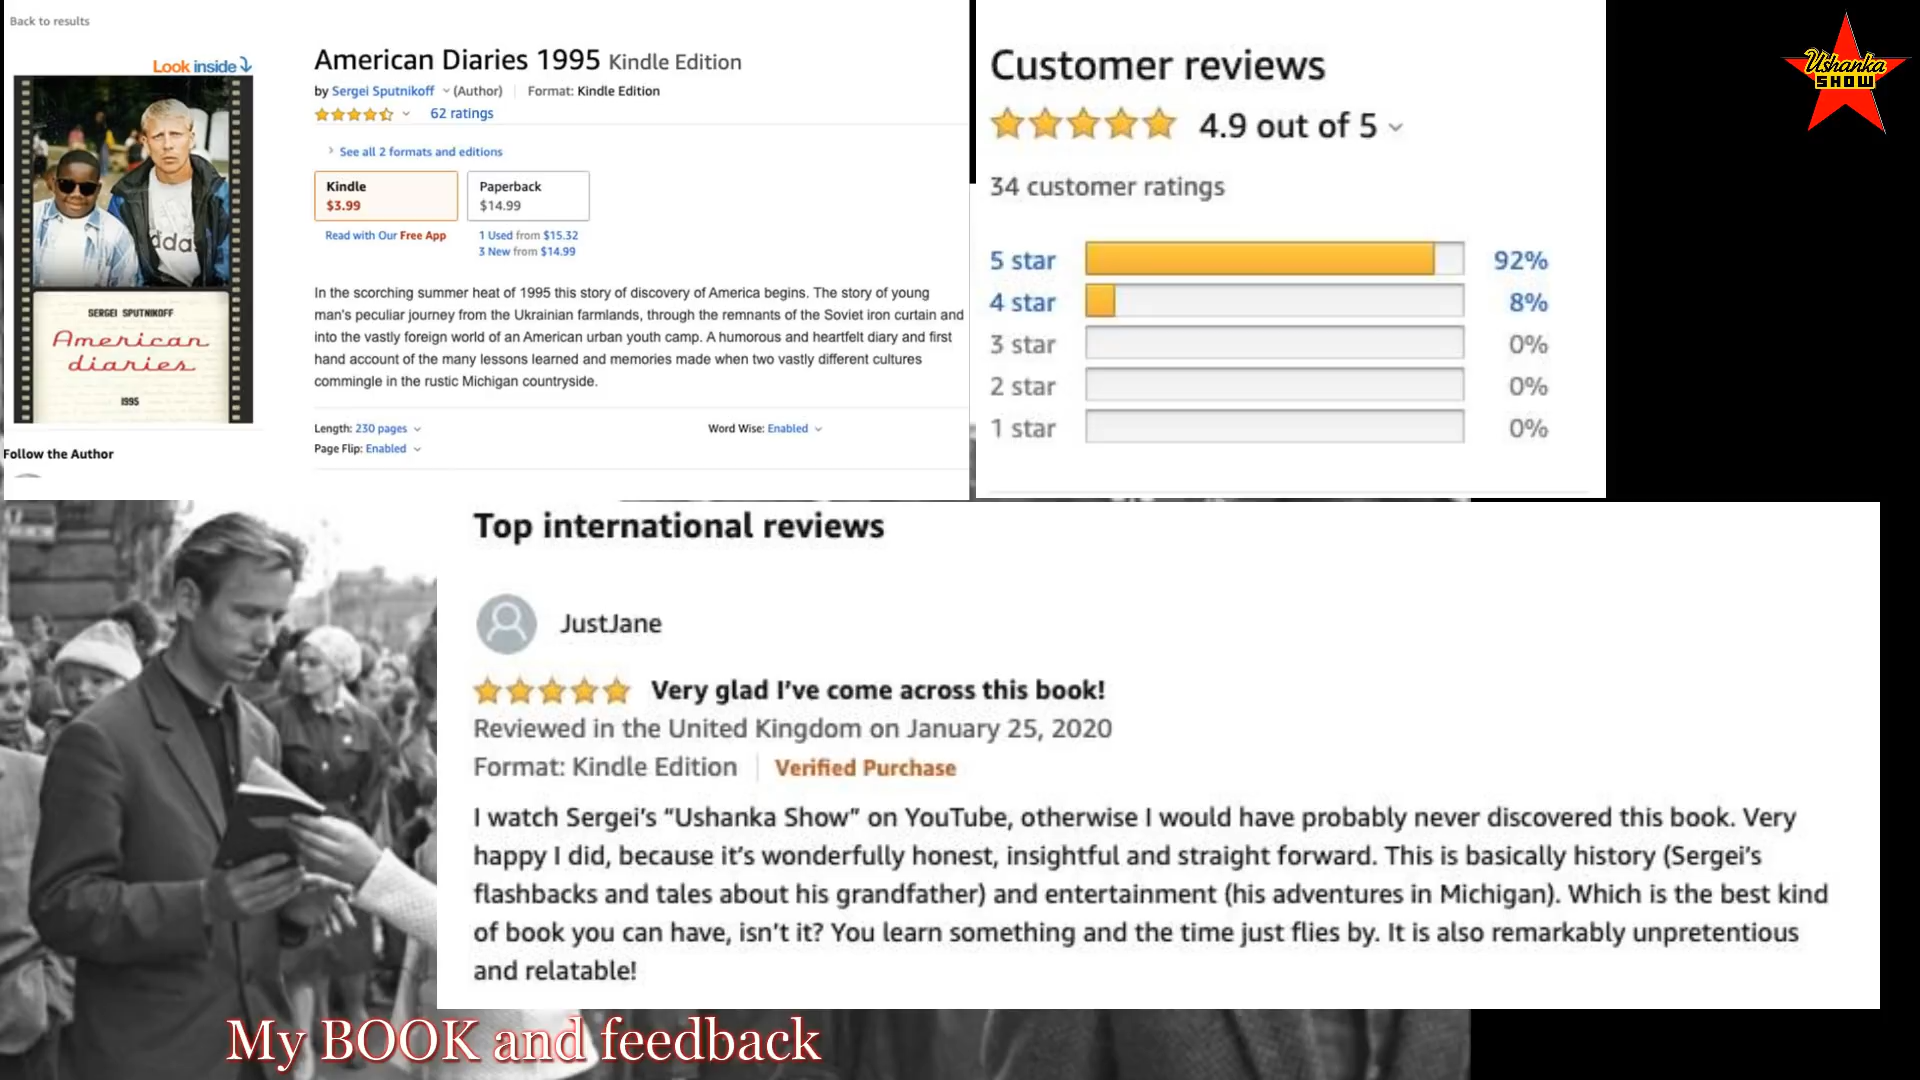 Back to results
Look inside
American Diaries 1995 Kindle Edition
by Sergei Sputnikoff (Author) Format: Kindle Edition
62 ratings
See all 2 formats and editions
Kindle
$3.99
Paperback
$14.99
Read with Our Free App
1 Used from $15.32
3 New from $14.99
In the scorching summer heat of 1995 this story of discovery of America begins. The story of young
man's peculiar journey from the Ukrainian farmlands, through the remnants of the Soviet iron curtain and
into the vastly foreign world of an American urban youth camp. A humorous and heartfelt diary and first
hand account of the many lessons learned and memories made when two vastly different cultures
commingle in the rustic Michigan countryside.
Length: 230 pages
Word Wise: Enabled
Page Flip: Enabled
adidas
SERGEI SPUTNIKOFF
American
diaries
1995
Follow the Author
Customer reviews
4.9 out of 5
34 customer ratings
5 star 92%
4 star 8%
3 star 0%
2 star 0%
1 star 0%
Ushanka
SHOW
Top international reviews
JustJane
Very glad I've come across this book!
Reviewed in the United Kingdom on January 25, 2020
Format: Kindle Edition Verified Purchase
I watch Sergei's “Ushanka Show” on YouTube, otherwise I would have probably never discovered this book. Very
happy I did, because it's wonderfully honest, insightful and straight forward. This is basically history (Sergei's
flashbacks and tales about his grandfather) and entertainment (his adventures in Michigan). Which is the best kind
of book you can have, isn't it? You learn something and the time just flies by. It is also remarkably unpretentious
and relatable!
My BOOK and feedback